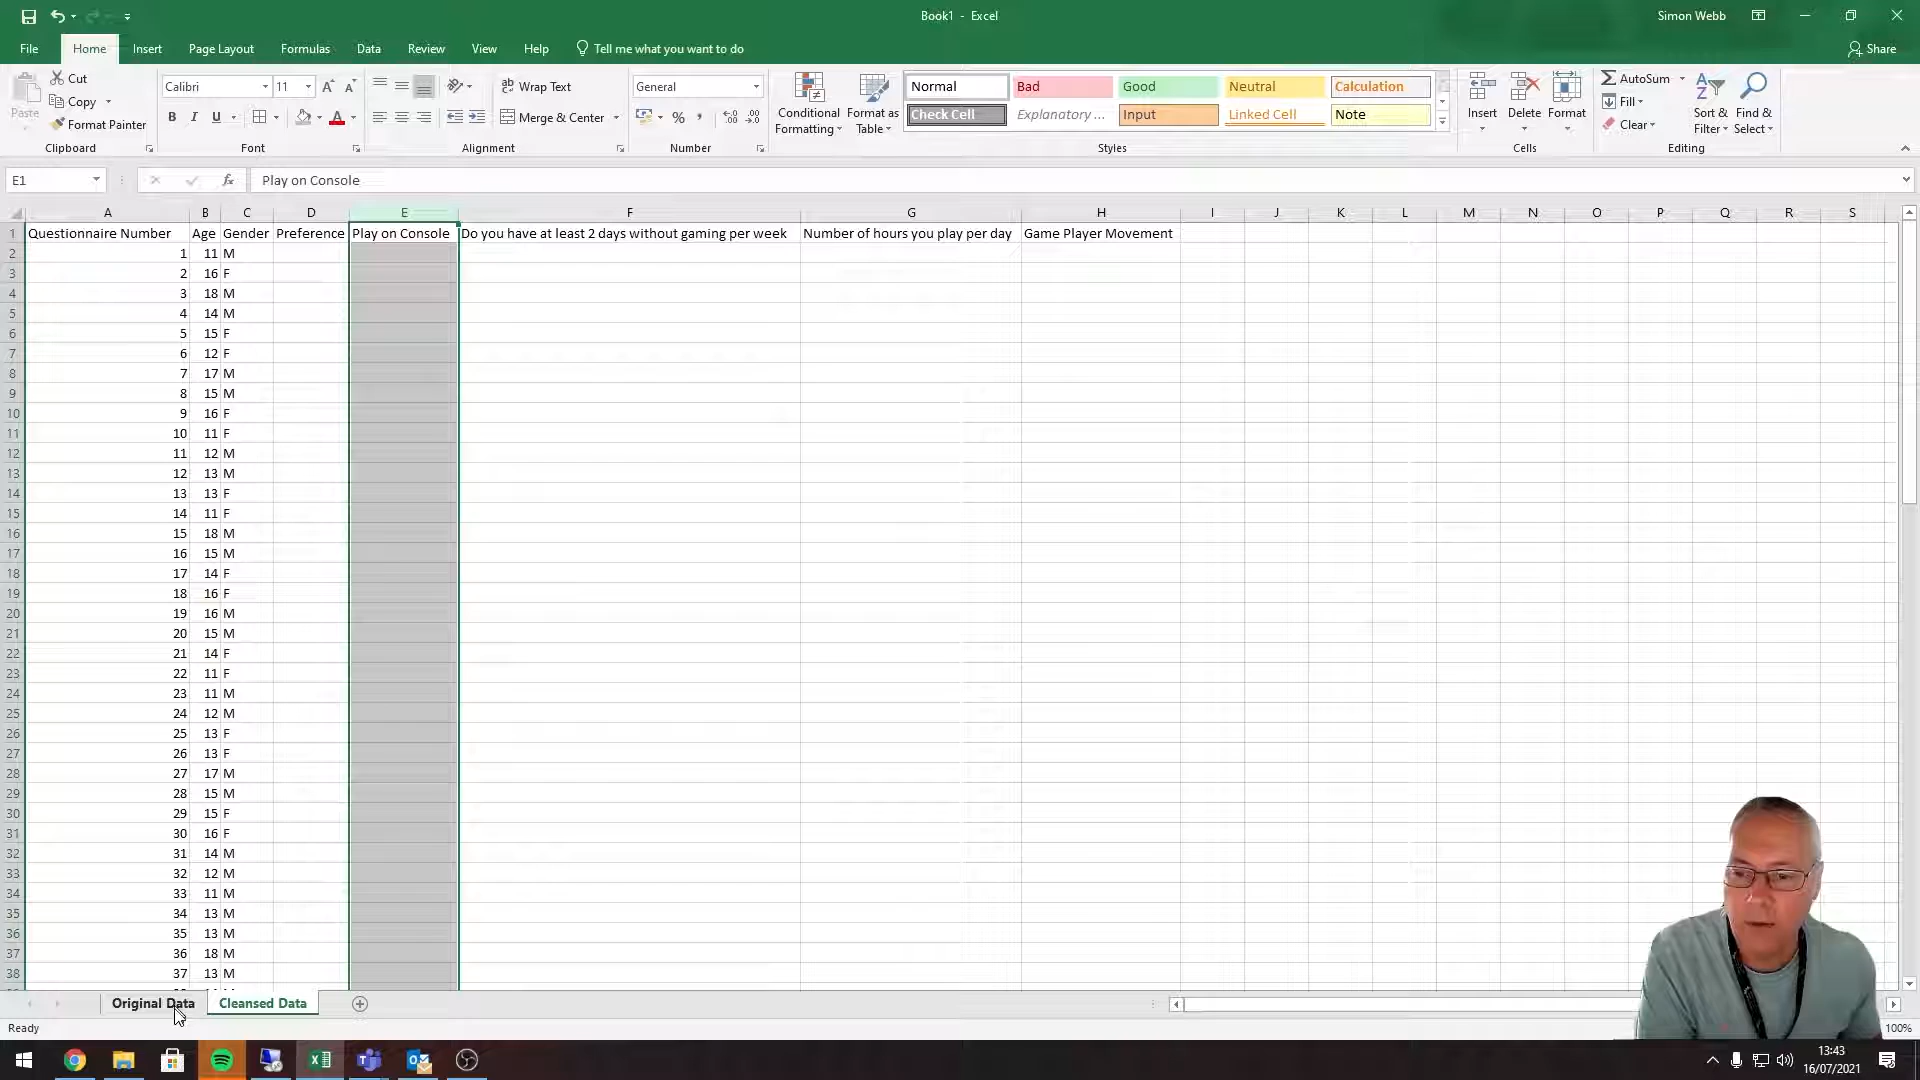 Book1 - Excel
Simon Webb
File Home Insert Page Layout Formulas Data Review View Help Tell me what you want to do Share
Paste
Cut
Copy
Format Painter
Clipboard
Calibri 11
B I U
Font
Wrap Text
Merge & Center
Alignment
General
%
Number
Conditional Formatting
Format as Table
Normal Bad Good Neutral Calculation
Check Cell Explanatory ... Input Linked Cell Note
Styles
Insert Delete Format
Cells
AutoSum
Fill
Clear
Sort & Filter
Find & Select
Editing
E1 fx Play on Console
A B C D E F G H I J K L M N O P Q R S
1 Questionnaire Number Age Gender Preference Play on Console Do you have at least 2 days without gaming per week Number of hours you play per day Game Player Movement
2 1 11 M
3 2 16 F
4 3 18 M
5 4 14 M
6 5 15 F
7 6 12 F
8 7 17 M
9 8 15 M
10 9 16 F
11 10 11 F
12 11 12 M
13 12 13 M
14 13 13 F
15 14 11 F
16 15 18 M
17 16 15 M
18 17 14 F
19 18 16 F
20 19 16 M
21 20 15 M
22 21 14 F
23 22 11 F
24 23 11 M
25 24 12 M
26 25 13 F
27 26 13 F
28 27 17 M
29 28 15 M
30 29 15 F
31 30 16 F
32 31 14 M
33 32 12 M
34 33 11 M
35 34 13 M
36 35 13 M
37 36 18 M
38 37 13 M
Original Data Cleansed Data
Ready
100%
13:43
16/07/2021